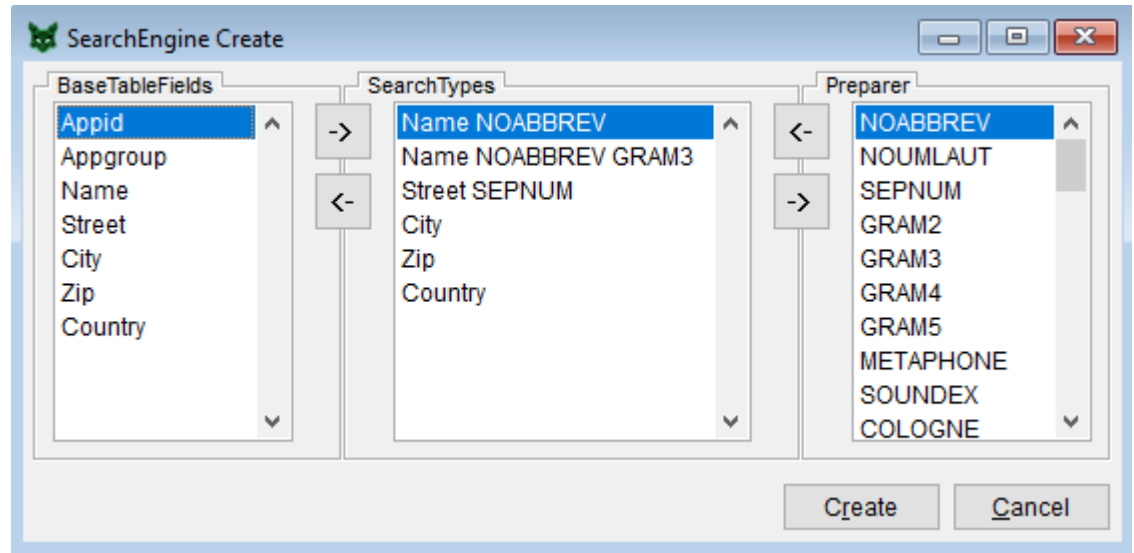 SearchEngine Create
BaseTableFields
Appid
Appgroup
Name
Street
City
Zip
Country
->
<-
SearchTypes
Name NOABBREV
Name NOABBREV GRAM3
Street SEPNUM
City
Zip
Country
<-
->
Preparer
NOABBREV
NOUMLAUT
SEPNUM
GRAM2
GRAM3
GRAM4
GRAM5
METAPHONE
SOUNDEX
COLOGNE
Create
Cancel